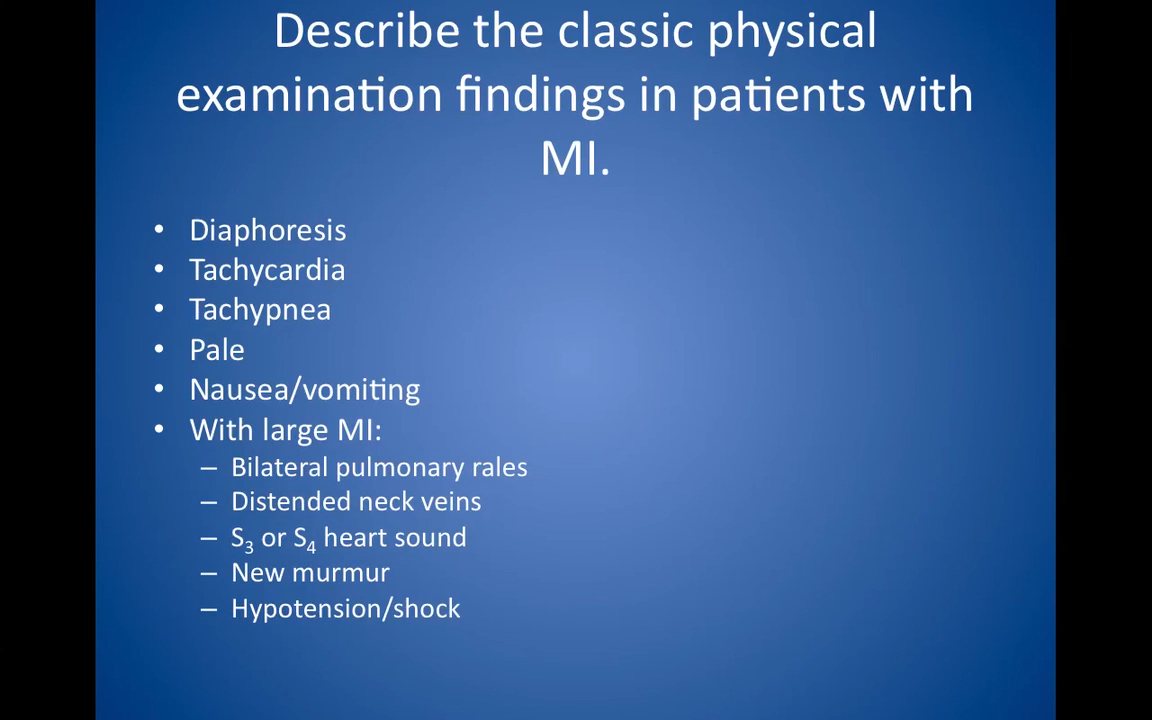 Describe the classic physical
examination findings in patients with
MI.
• Diaphoresis
• Tachycardia
• Tachypnea
• Pale
• Nausea/vomiting
• With large MI:
– Bilateral pulmonary rales
– Distended neck veins
– S₃ or S₄ heart sound
– New murmur
– Hypotension/shock